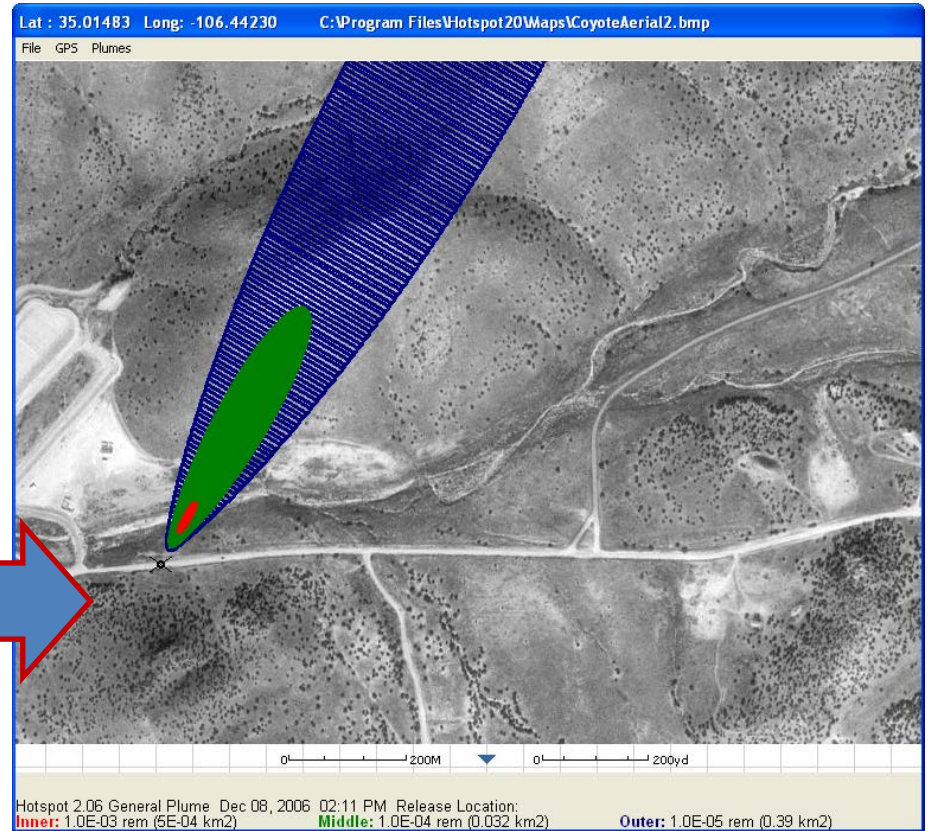 Lat : 35.01483 Long: -106.44230 C:\Program Files\Hotspot20\Maps\CoyoteAerial2.bmp
File GPS Plumes
0 200M 0 200yd
Hotspot 2.06 General Plume Dec 08, 2006 02:11 PM Release Location:
Inner: 1.0E-03 rem (5E-04 km2) Middle: 1.0E-04 rem (0.032 km2) Outer: 1.0E-05 rem (0.39 km2)